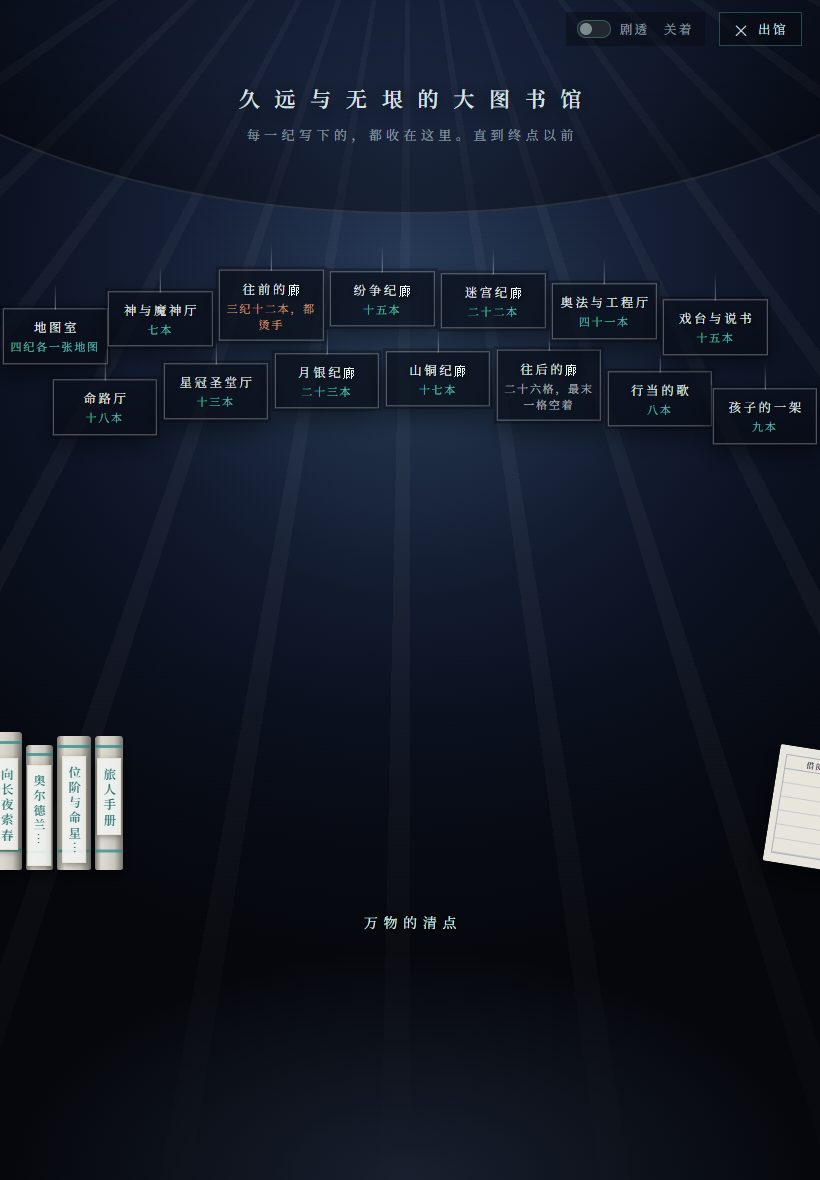 剧透 关着
× 出馆
久远与无垠的大图书馆
每一纪写下的，都收在这里。直到终点以前
地图室
四纪各一张地图
神与魔神厅
七本
往前的廊
三纪十二本，都
烫手
纷争纪廊
十五本
迷宫纪廊
二十二本
奥法与工程厅
四十一本
戏台与说书
十五本
命路厅
十八本
星冠圣堂厅
十三本
月银纪廊
二十三本
山铜纪廊
十七本
往后的廊
二十六格，最末
一格空着
行当的歌
八本
孩子的一架
九本
向长夜索春
奥尔德兰…
位阶与命星…
旅人手册
万物的清点